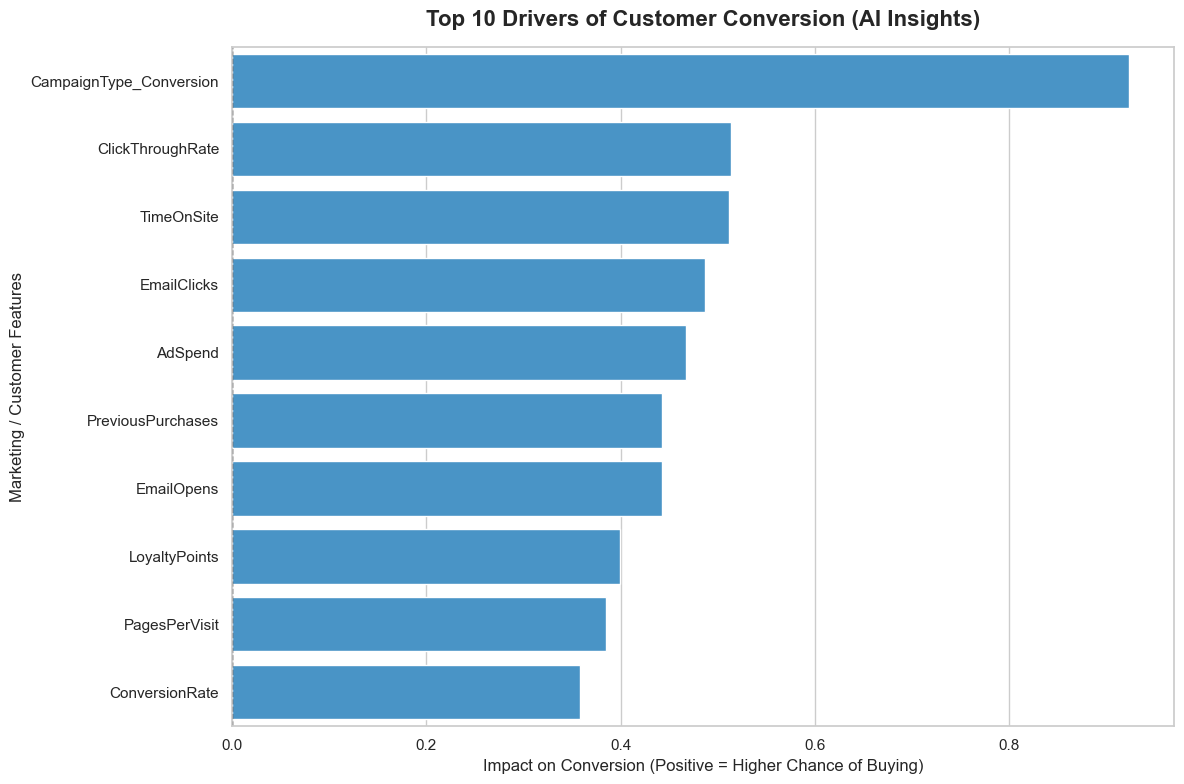 Top 10 Drivers of Customer Conversion (AI Insights)
Marketing / Customer Features
CampaignType_Conversion
ClickThroughRate
TimeOnSite
EmailClicks
AdSpend
PreviousPurchases
EmailOpens
LoyaltyPoints
PagesPerVisit
ConversionRate
0.0 0.2 0.4 0.6 0.8
Impact on Conversion (Positive = Higher Chance of Buying)